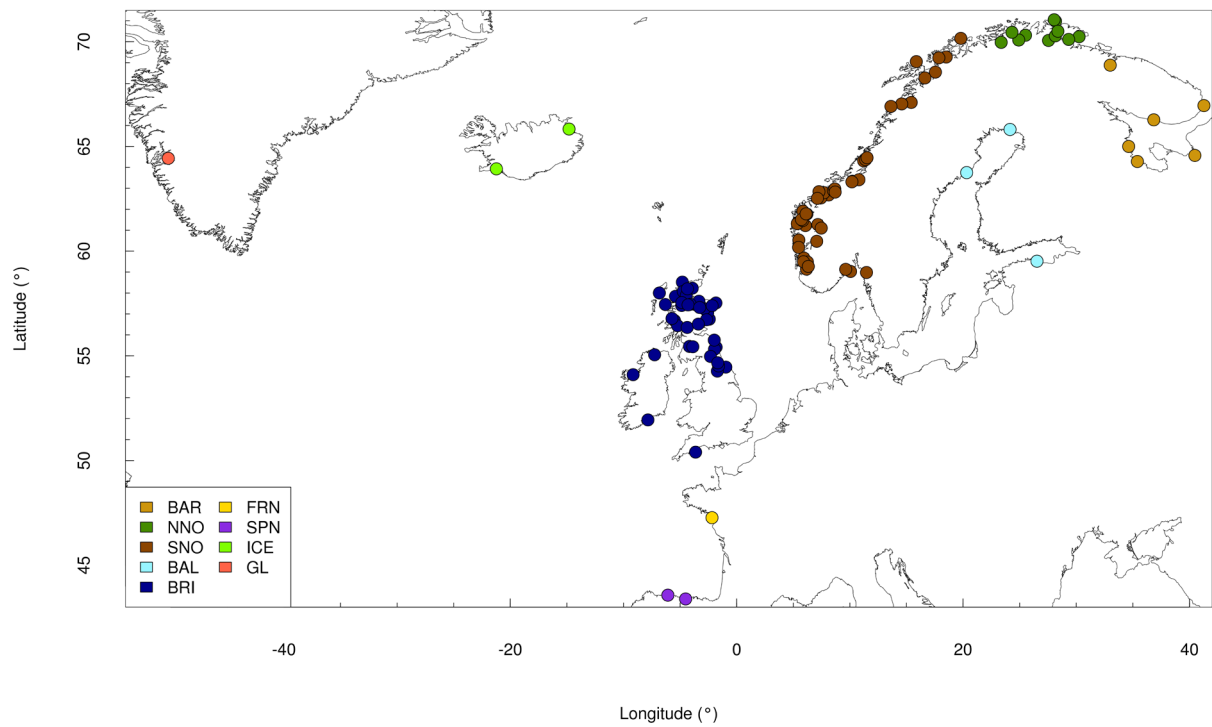 70
65
60
55
50
45
Latitude (°)
BAR FRN
NNO SPN
SNO ICE
BAL GL
BRI
-40 -20 0 20 40
Longitude (°)